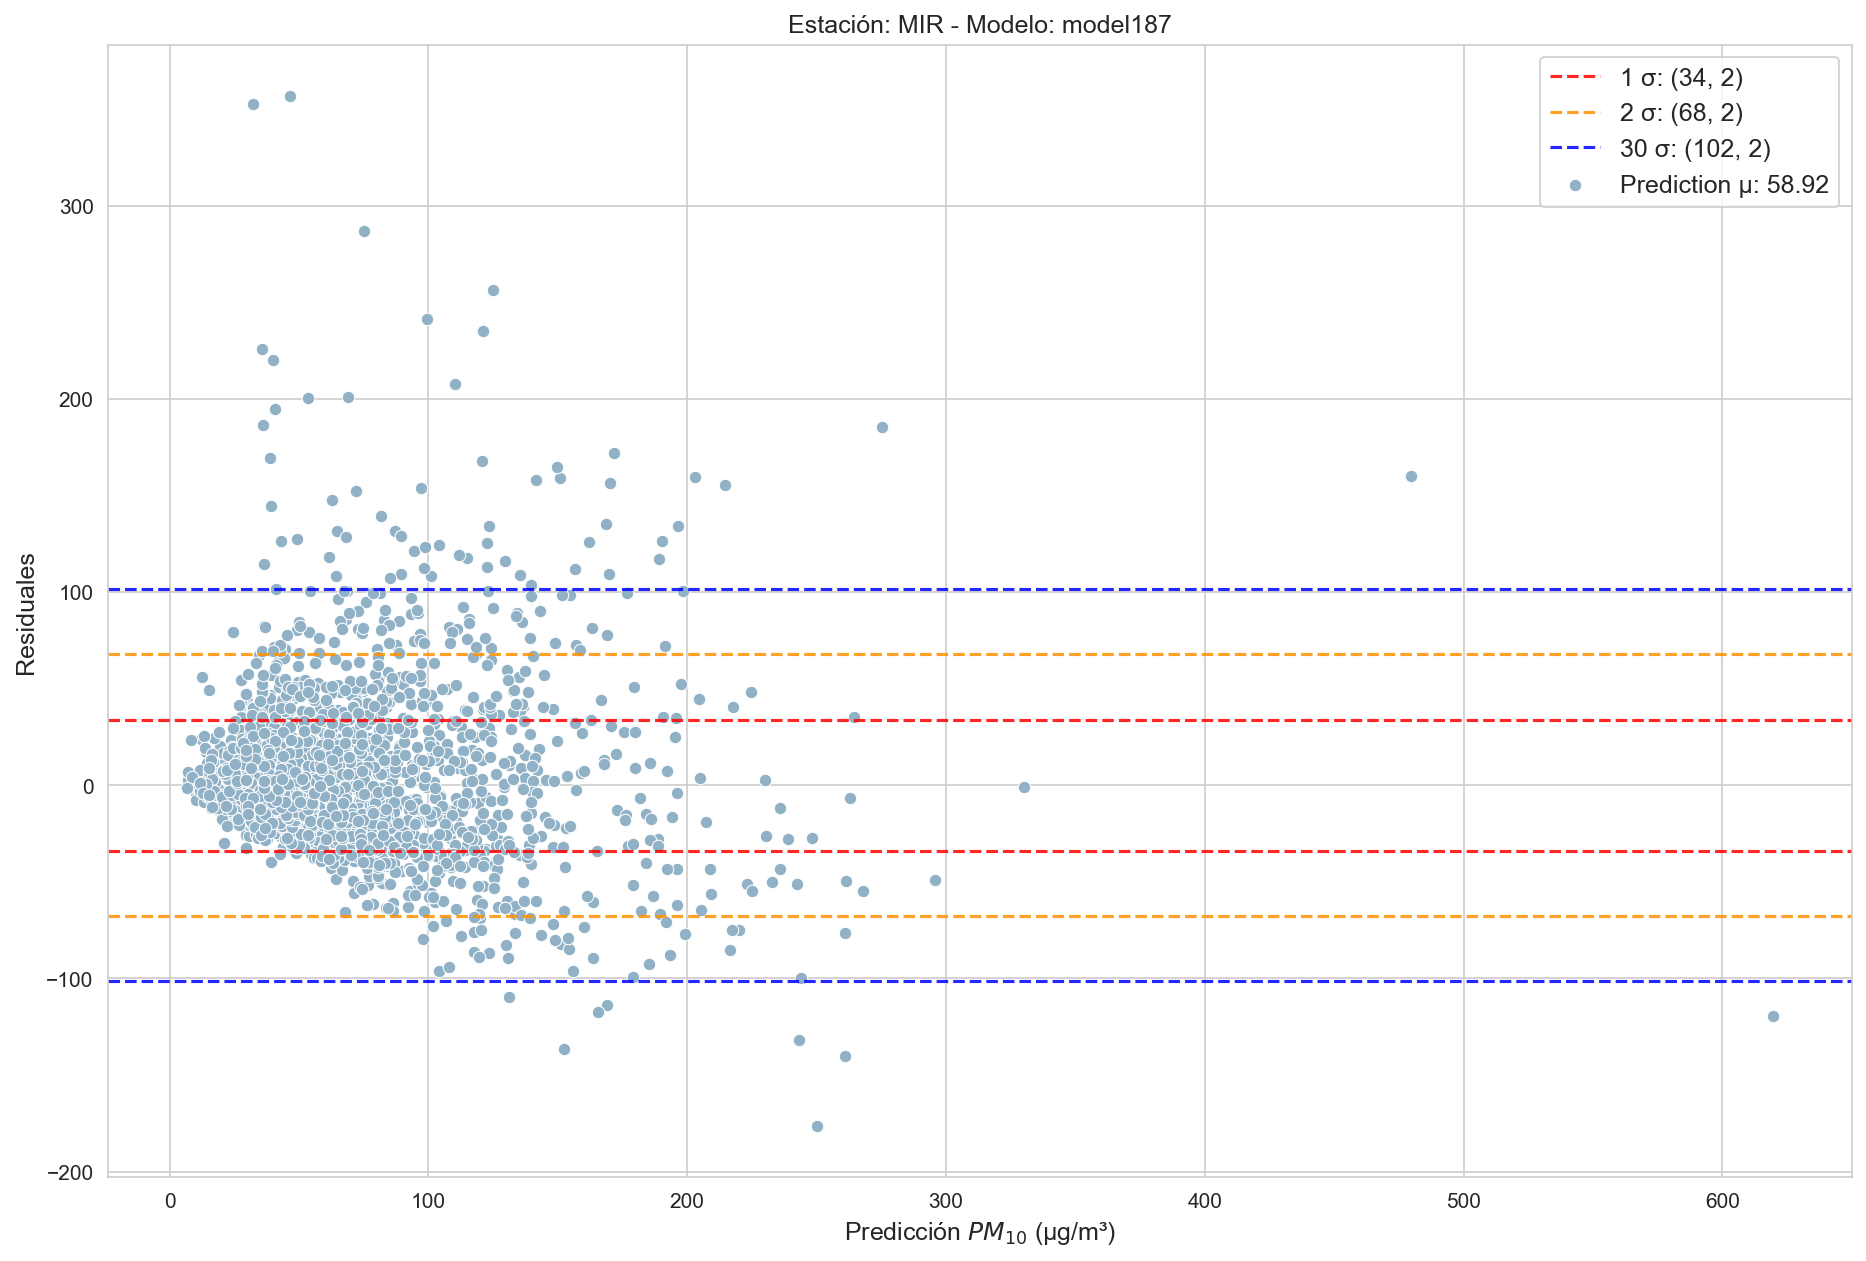 Estación: MIR - Modelo: model187
1 σ: (34, 2)
2 σ: (68, 2)
30 σ: (102, 2)
Prediction μ: 58.92
Residuales
300
200
100
0
−100
−200
0 100 200 300 400 500 600
Predicción PM₁₀ (μg/m³)